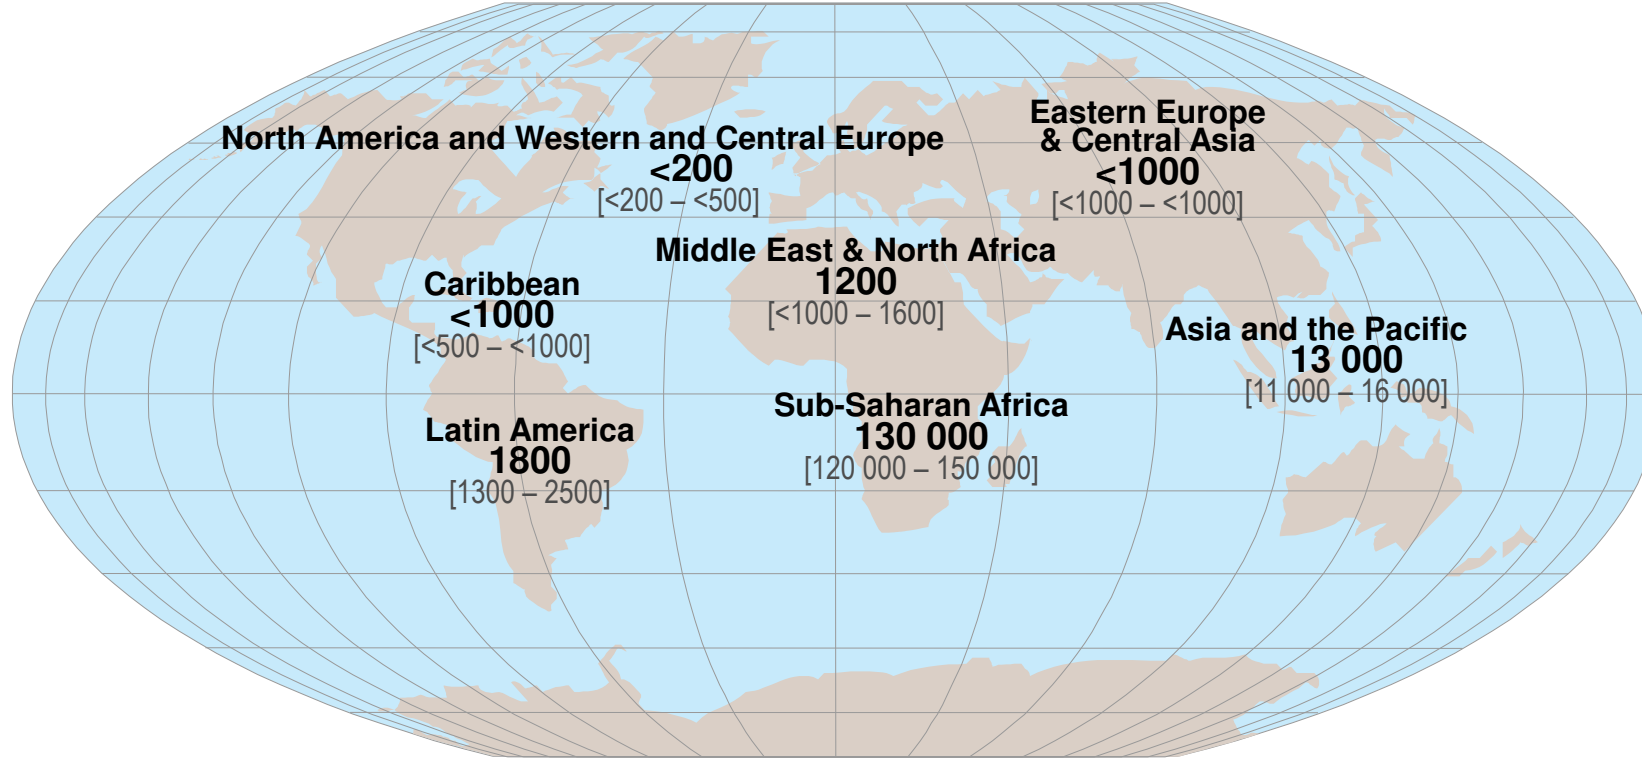 Eastern Europe
& Central Asia
<1000
[<1000 – <1000]
North America and Western and Central Europe
<200
[<200 – <500]
Middle East & North Africa
1200
[<1000 – 1600]
Caribbean
<1000
[<500 – <1000]
Asia and the Pacific
13 000
[11 000 – 16 000]
Sub-Saharan Africa
130 000
[120 000 – 150 000]
Latin America
1800
[1300 – 2500]